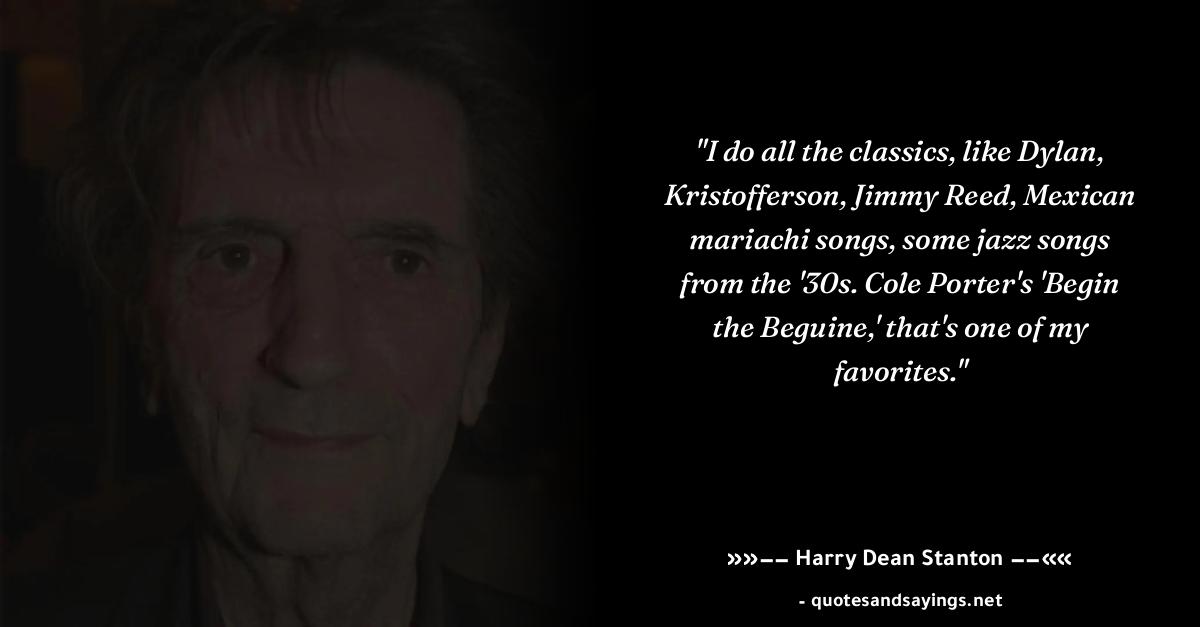 "I do all the classics, like Dylan,
Kristofferson, Jimmy Reed, Mexican
mariachi songs, some jazz songs
from the '30s. Cole Porter's 'Begin
the Beguine,' that's one of my
favorites."
»»−− Harry Dean Stanton −−««
- quotesandsayings.net